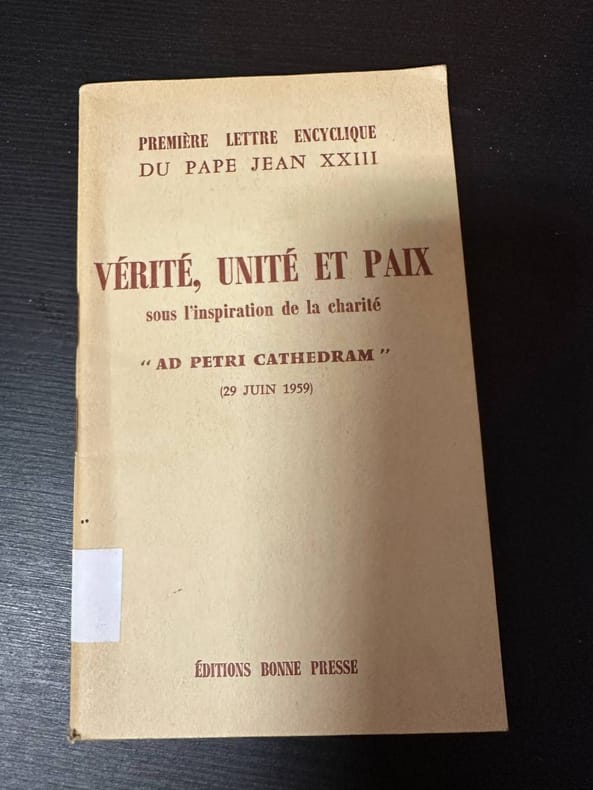 PREMIÈRE LETTRE ENCYCLIQUE
DU PAPE JEAN XXIII
VÉRITÉ, UNITÉ ET PAIX
sous l'inspiration de la charité
“ AD PETRI CATHEDRAM ”
(29 JUIN 1959)
ÉDITIONS BONNE PRESSE